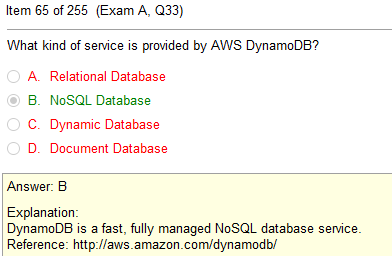 Item 65 of 255 (Exam A, Q33)
What kind of service is provided by AWS DynamoDB?
A. Relational Database
B. NoSQL Database
C. Dynamic Database
D. Document Database
Answer: B
Explanation:
DynamoDB is a fast, fully managed NoSQL database service.
Reference: http://aws.amazon.com/dynamodb/